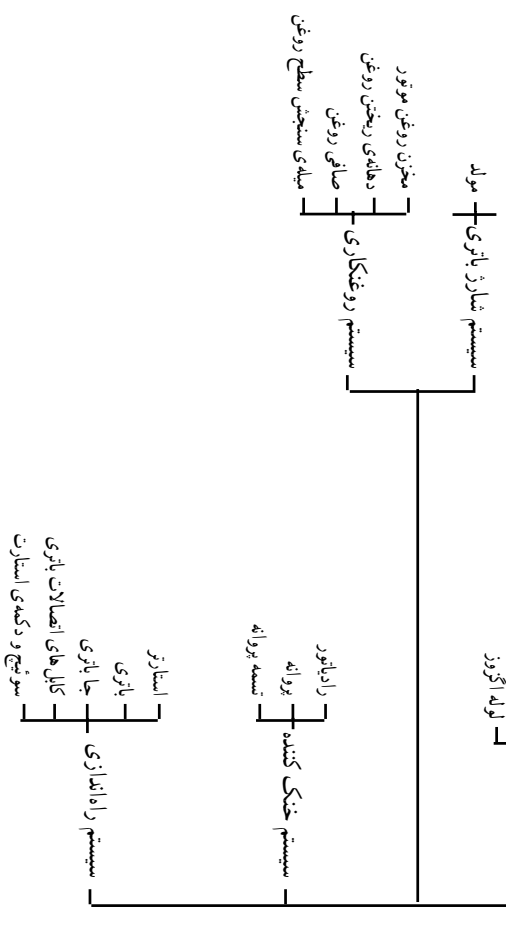 سیستم شارژ باتری
مولد
سیستم روغنکاری
مخزن روغن موتور
دهانه‌ی ریختن روغن
صافی روغن
میله‌ی سنجش سطح روغن
لوله اگزوز
سیستم خنک کننده
رادیاتور
پروانه
تسمه پروانه
سیستم راه‌اندازی
استارتر
باتری
جا باتری
کابل‌های اتصالات باتری
سوئیچ و دکمه‌ی استارت